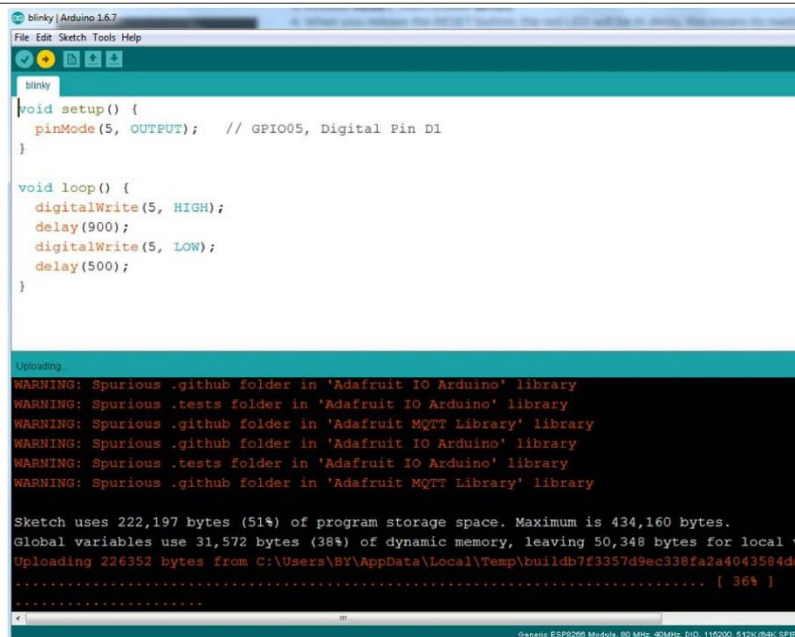 blinky | Arduino 1.6.7
File Edit Sketch Tools Help
blinky
void setup() {
  pinMode(5, OUTPUT);   // GPIO05, Digital Pin D1
}
void loop() {
  digitalWrite(5, HIGH);
  delay(900);
  digitalWrite(5, LOW);
  delay(500);
}
Uploading...
WARNING: Spurious .github folder in 'Adafruit IO Arduino' library
WARNING: Spurious .tests folder in 'Adafruit IO Arduino' library
WARNING: Spurious .github folder in 'Adafruit MQTT Library' library
WARNING: Spurious .github folder in 'Adafruit IO Arduino' library
WARNING: Spurious .tests folder in 'Adafruit IO Arduino' library
WARNING: Spurious .github folder in 'Adafruit MQTT Library' library
Sketch uses 222,197 bytes (51%) of program storage space. Maximum is 434,160 bytes.
Global variables use 31,572 bytes (38%) of dynamic memory, leaving 50,348 bytes for local
Uploading 226352 bytes from C:\Users\BY\AppData\Local\Temp\buildb7f3357d9ec338fa2a4043584d
................................................................................ [ 36% ]
......................
Generic ESP8266 Module, 80 MHz, 40MHz, DIO, 115200, 512K (64K SPIF